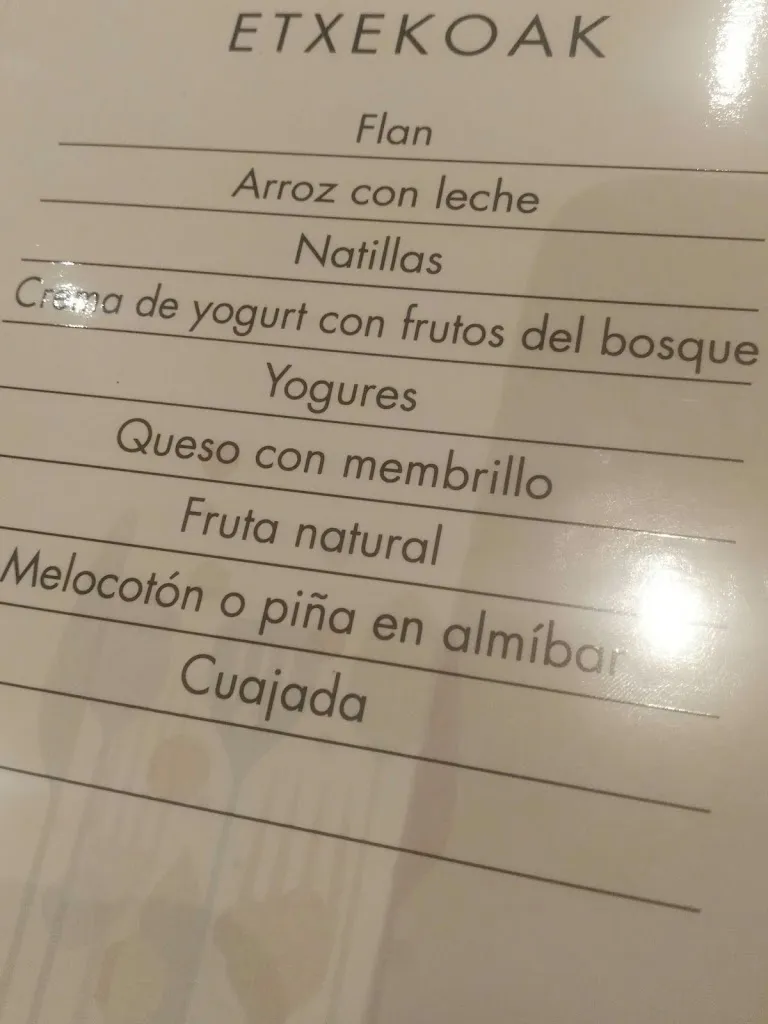 ETXEKOAK
Flan
Arroz con leche
Natillas
Crema de yogurt con frutos del bosque
Yogures
Queso con membrillo
Fruta natural
Melocotón o piña en almíbar
Cuajada